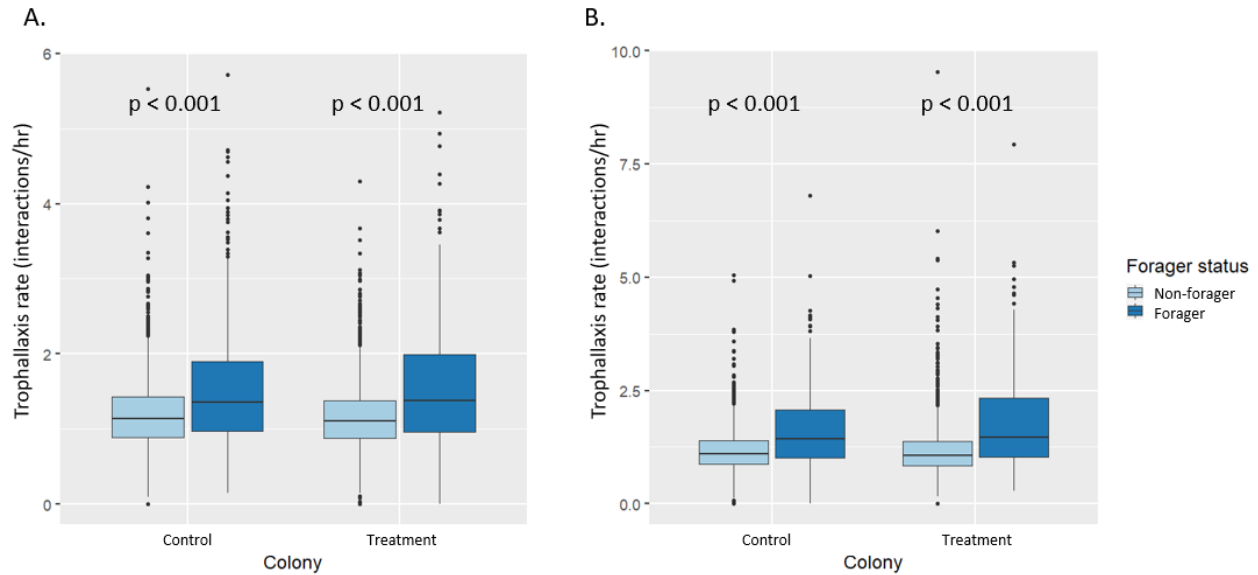 A.
6
4
2
0
p < 0.001
p < 0.001
Trophallaxis rate (interactions/hr)
Control
Treatment
Colony
B.
10.0
7.5
5.0
2.5
0.0
p < 0.001
p < 0.001
Trophallaxis rate (interactions/hr)
Control
Treatment
Colony
Forager status
Non-forager
Forager